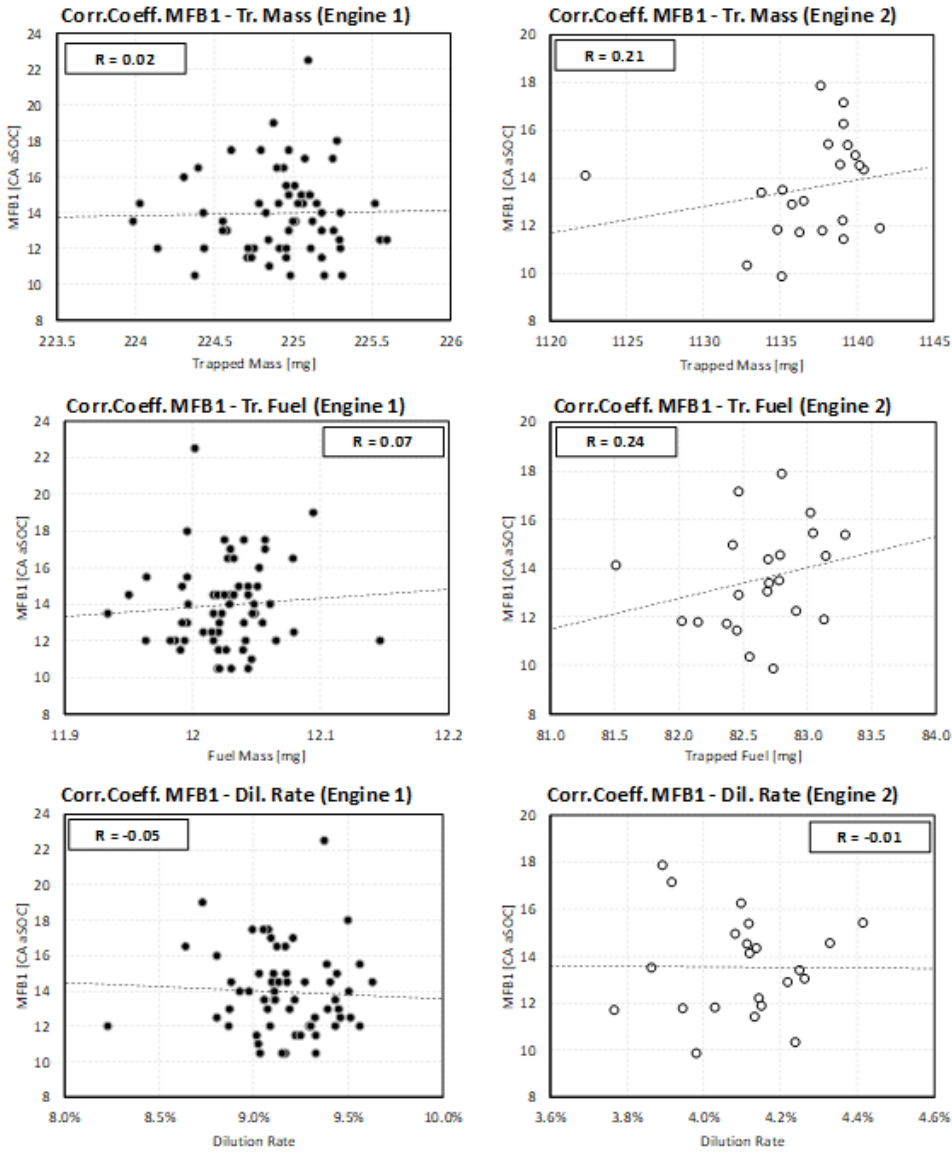 Corr.Coeff. MFB1 - Tr. Mass (Engine 1)
R = 0.02
MFB1 [CA aSOC]
24
22
20
18
16
14
12
10
8
223.5 224 224.5 225 225.5 226
Trapped Mass [mg]
Corr.Coeff. MFB1 - Tr. Mass (Engine 2)
R = 0.21
MFB1 [CA aSOC]
20
18
16
14
12
10
8
1120 1125 1130 1135 1140 1145
Trapped Mass [mg]
Corr.Coeff. MFB1 - Tr. Fuel (Engine 1)
R = 0.07
MFB1 [CA aSOC]
24
22
20
18
16
14
12
10
8
11.9 12 12.1 12.2
Fuel Mass [mg]
Corr.Coeff. MFB1 - Tr. Fuel (Engine 2)
R = 0.24
MFB1 [CA aSOC]
20
18
16
14
12
10
8
81.0 81.5 82.0 82.5 83.0 83.5 84.0
Trapped Fuel [mg]
Corr.Coeff. MFB1 - Dil. Rate (Engine 1)
R = -0.05
MFB1 [CA aSOC]
24
22
20
18
16
14
12
10
8
8.0% 8.5% 9.0% 9.5% 10.0%
Dilution Rate
Corr.Coeff. MFB1 - Dil. Rate (Engine 2)
R = -0.01
MFB1 [CA aSOC]
20
18
16
14
12
10
8
3.6% 3.8% 4.0% 4.2% 4.4% 4.6%
Dilution Rate